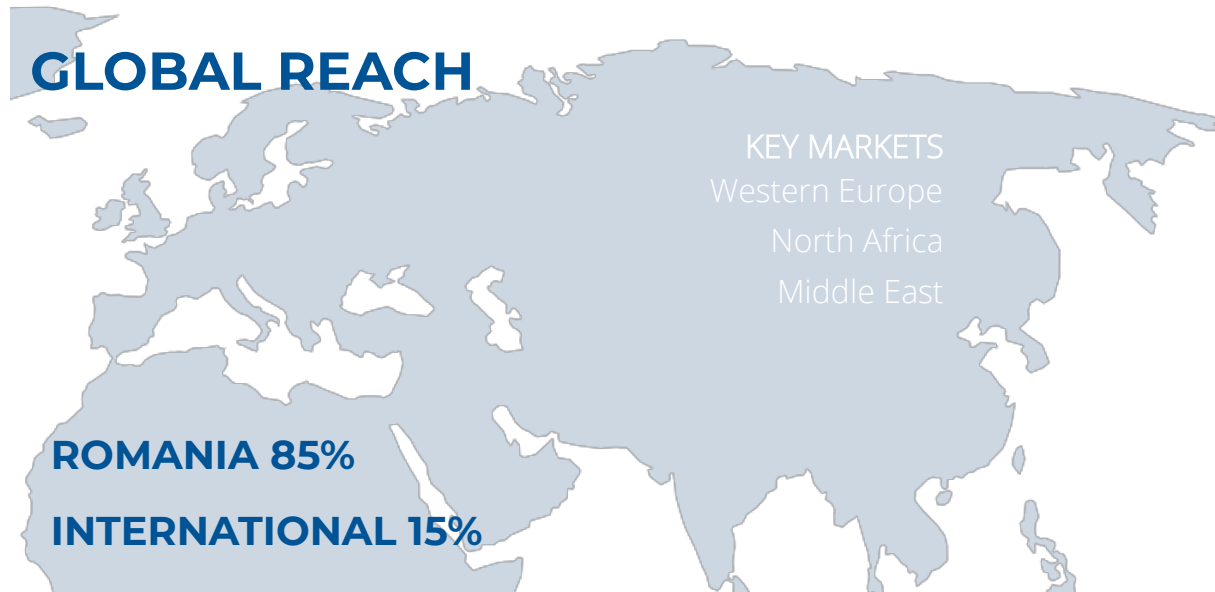 GLOBAL REACH
KEY MARKETS
Western Europe
North Africa
Middle East
ROMANIA 85%
INTERNATIONAL 15%